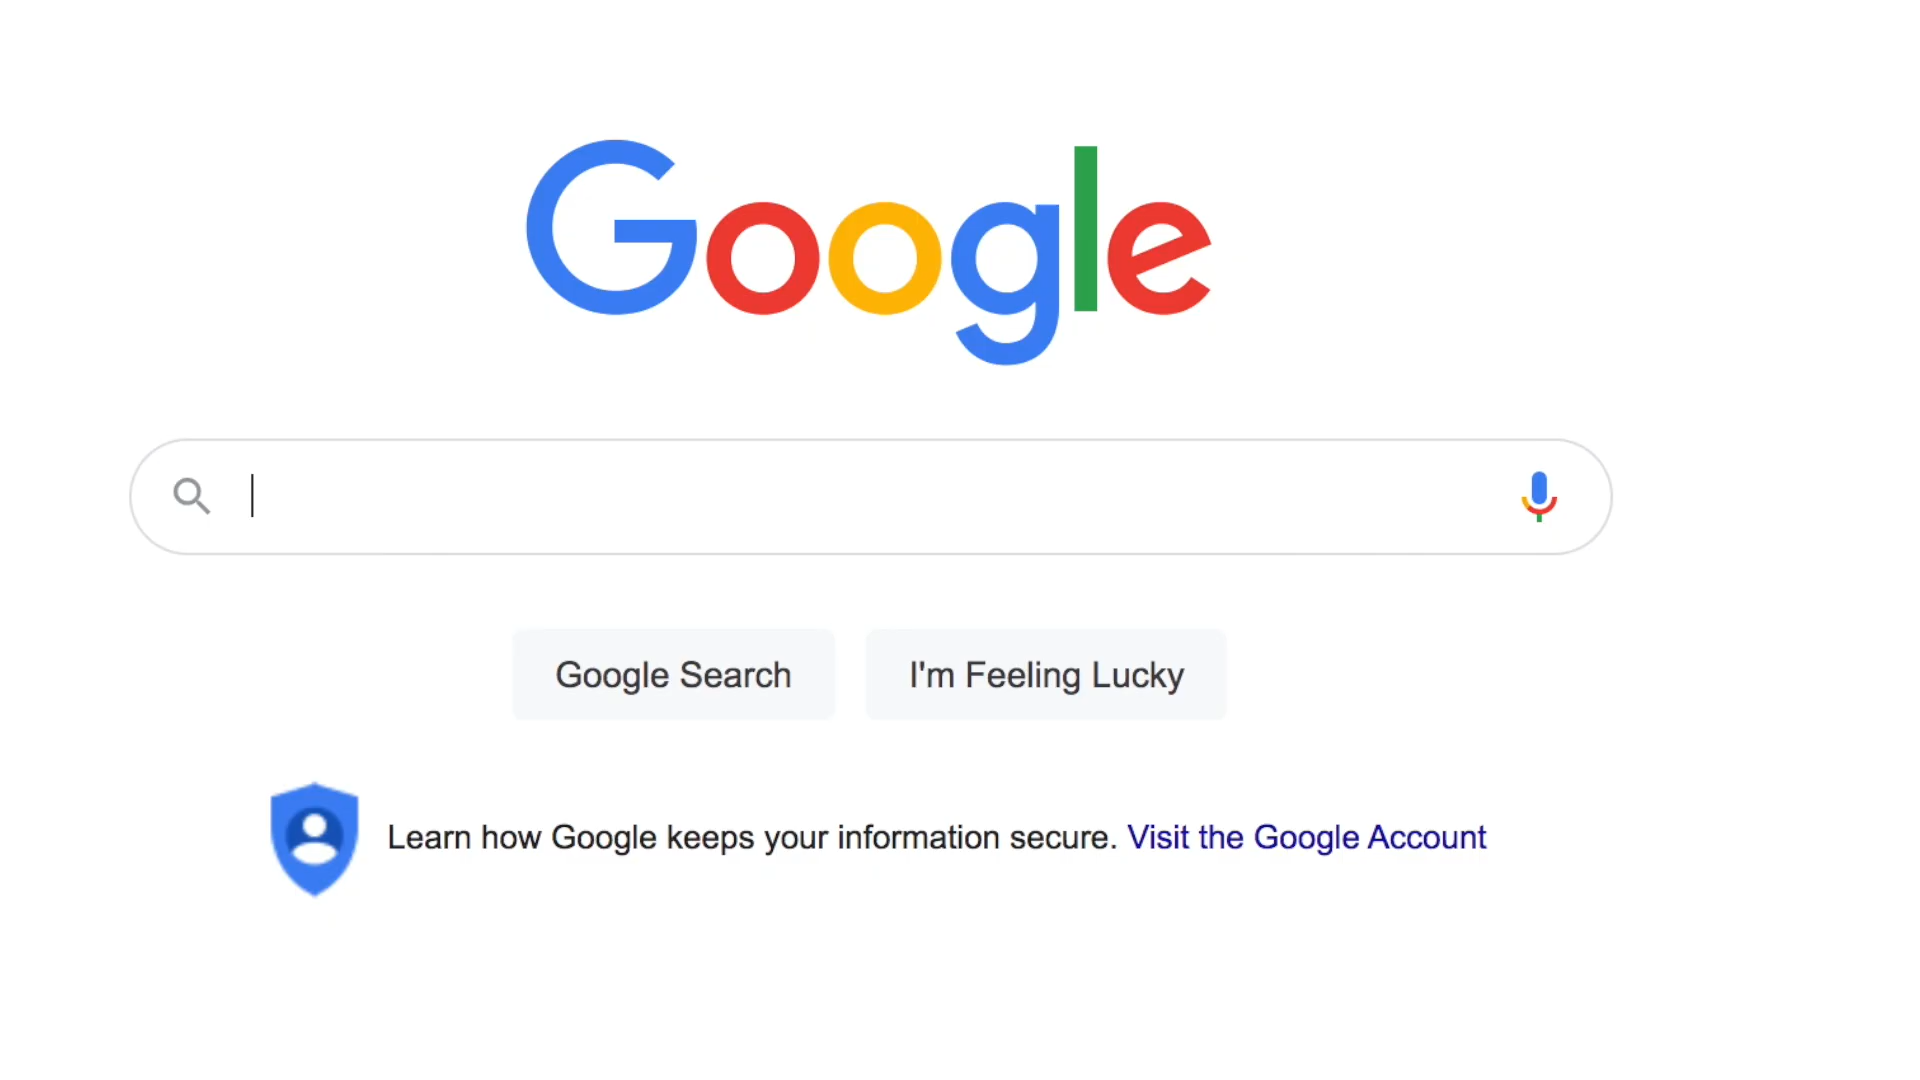 Google
Google Search
I'm Feeling Lucky
Learn how Google keeps your information secure. Visit the Google Account